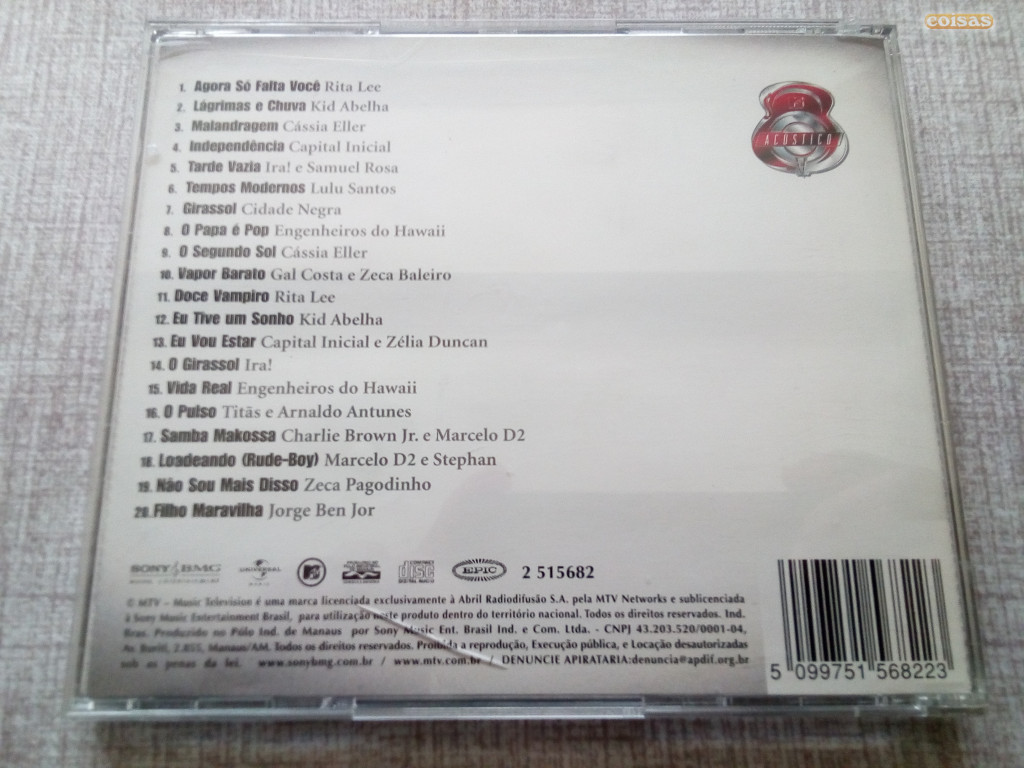 coisas
1. Agora Só Falta Você Rita Lee
2. Lágrimas e Chuva Kid Abelha
3. Malandragem Cássia Eller
4. Independência Capital Inicial
5. Tarde Vazia Ira! e Samuel Rosa
6. Tempos Modernos Lulu Santos
7. Girassol Cidade Negra
8. O Papa é Pop Engenheiros do Hawaii
9. O Segundo Sol Cássia Eller
10. Vapor Barato Gal Costa e Zeca Baleiro
11. Doce Vampiro Rita Lee
12. Eu Tive um Sonho Kid Abelha
13. Eu Vou Estar Capital Inicial e Zélia Duncan
14. O Girassol Ira!
15. Vida Real Engenheiros do Hawaii
16. O Pulso Titãs e Arnaldo Antunes
17. Samba Makossa Charlie Brown Jr. e Marcelo D2
18. Loadeando (Rude-Boy) Marcelo D2 e Stephan
19. Não Sou Mais Disso Zeca Pagodinho
20. Filho Maravilha Jorge Ben Jor
ACÚSTICO
SONY BMG UNIVERSAL disc EPIC 2 515682
© MTV – Music Television é uma marca licenciada exclusivamente à Abril Radiodifusão S.A. pela MTV Networks e sublicenciada
à Sony Music Entertainment Brasil, para utilização neste produto dentro do território nacional. Todos os direitos reservados. Ind.
Bras. Produzido no Pólo Ind. de Manaus por Sony Music Ent. Brasil Ind. e Com. Ltda. - CNPJ 43.203.520/0001-04,
Av. Buriti, 2.855, Manaus/AM. Todos os direitos reservados. Proibida a reprodução, Execução pública, e Locação desautorizadas
sob as penas da lei. www.sonybmg.com.br / www.mtv.com.br / DENUNCIE APIRATARIA:denuncia@apdif.org.br
5 099751 568223